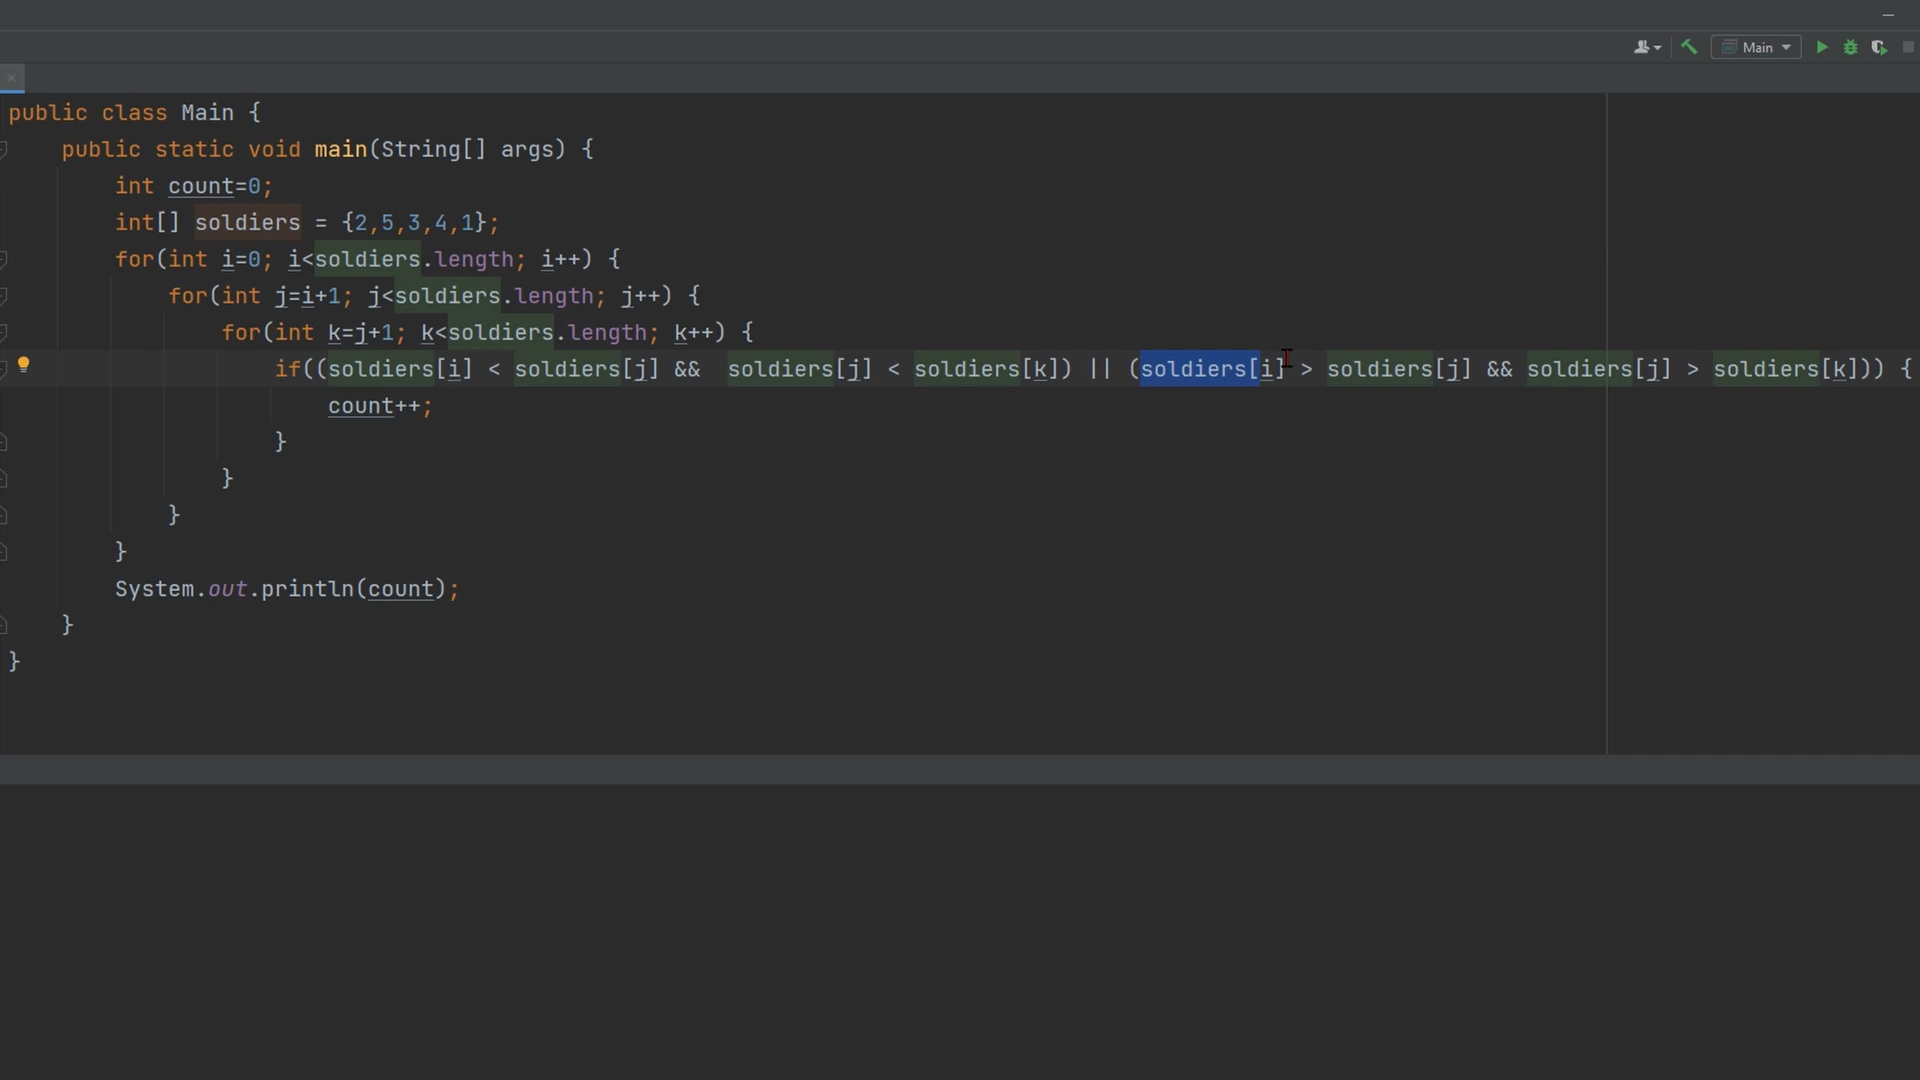 Main
public class Main {
public static void main(String[] args) {
int count=0;
int[] soldiers = {2,5,3,4,1};
for(int i=0; i<soldiers.length; i++) {
for(int j=i+1; j<soldiers.length; j++) {
for(int k=j+1; k<soldiers.length; k++) {
if((soldiers[i] < soldiers[j] &&  soldiers[j] < soldiers[k]) || (soldiers[i] > soldiers[j] && soldiers[j] > soldiers[k])) {
count++;
}
}
}
}
System.out.println(count);
}
}